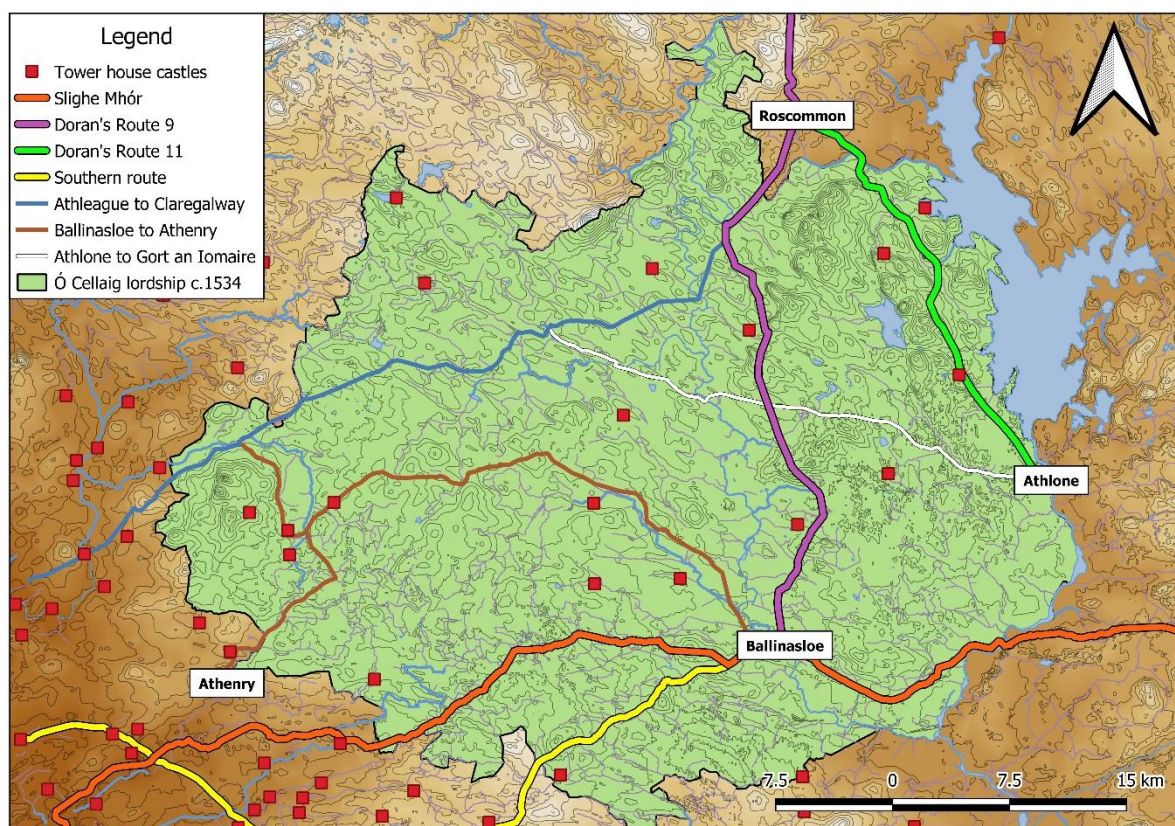 Legend
Tower house castles
Slighe Mhór
Doran's Route 9
Doran's Route 11
Southern route
Athleague to Claregalway
Ballinasloe to Athenry
Athlone to Gort an Iomaire
Ó Cellaig lordship c.1534
Roscommon
Athlone
Ballinasloe
Athenry
7.5 0 7.5 15 km